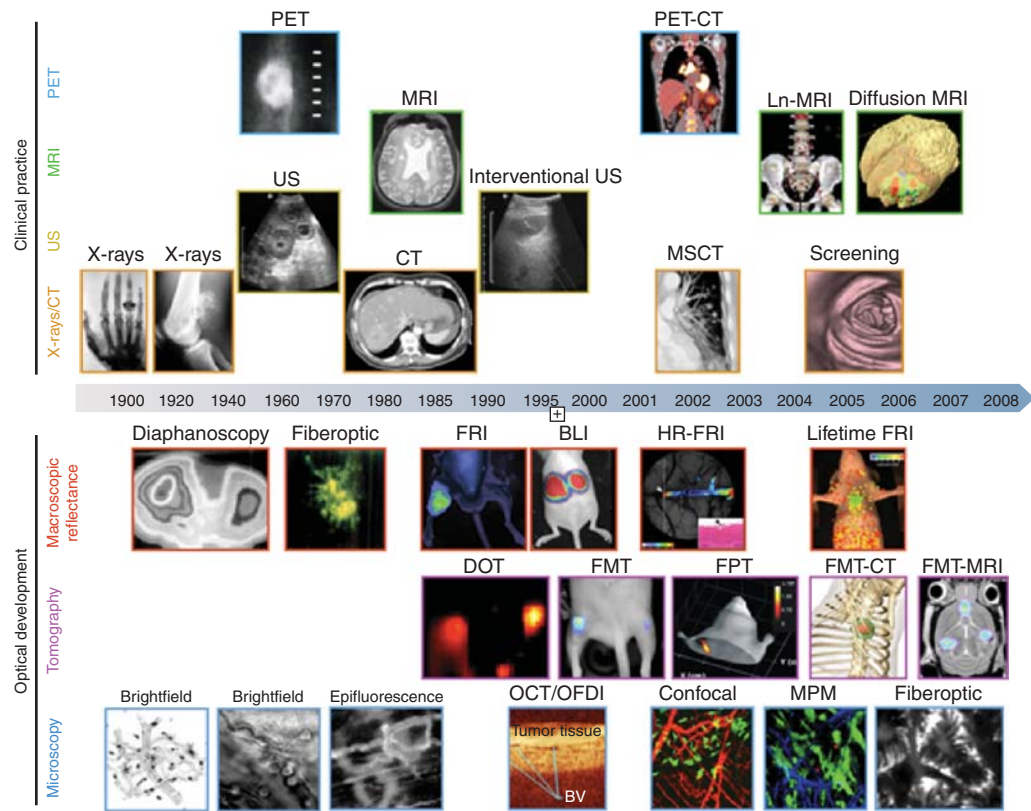 PET
PET-CT
PET
MRI
Ln-MRI
Diffusion MRI
Clinical practice
MRI
US
Interventional US
US
X-rays
X-rays
CT
MSCT
Screening
X-rays/CT
1900
1920
1940
1960
1970
1980
1985
1990
1995
2000
2001
2002
2003
2004
2005
2006
2007
2008
+
Diaphanoscopy
Fiberoptic
FRI
BLI
HR-FRI
Lifetime FRI
Macroscopic
reflectance
Optical development
DOT
FMT
FPT
FMT-CT
FMT-MRI
Tomography
Brightfield
Brightfield
Epifluorescence
OCT/OFDI
Confocal
MPM
Fiberoptic
Microscopy
Tumor tissue
BV